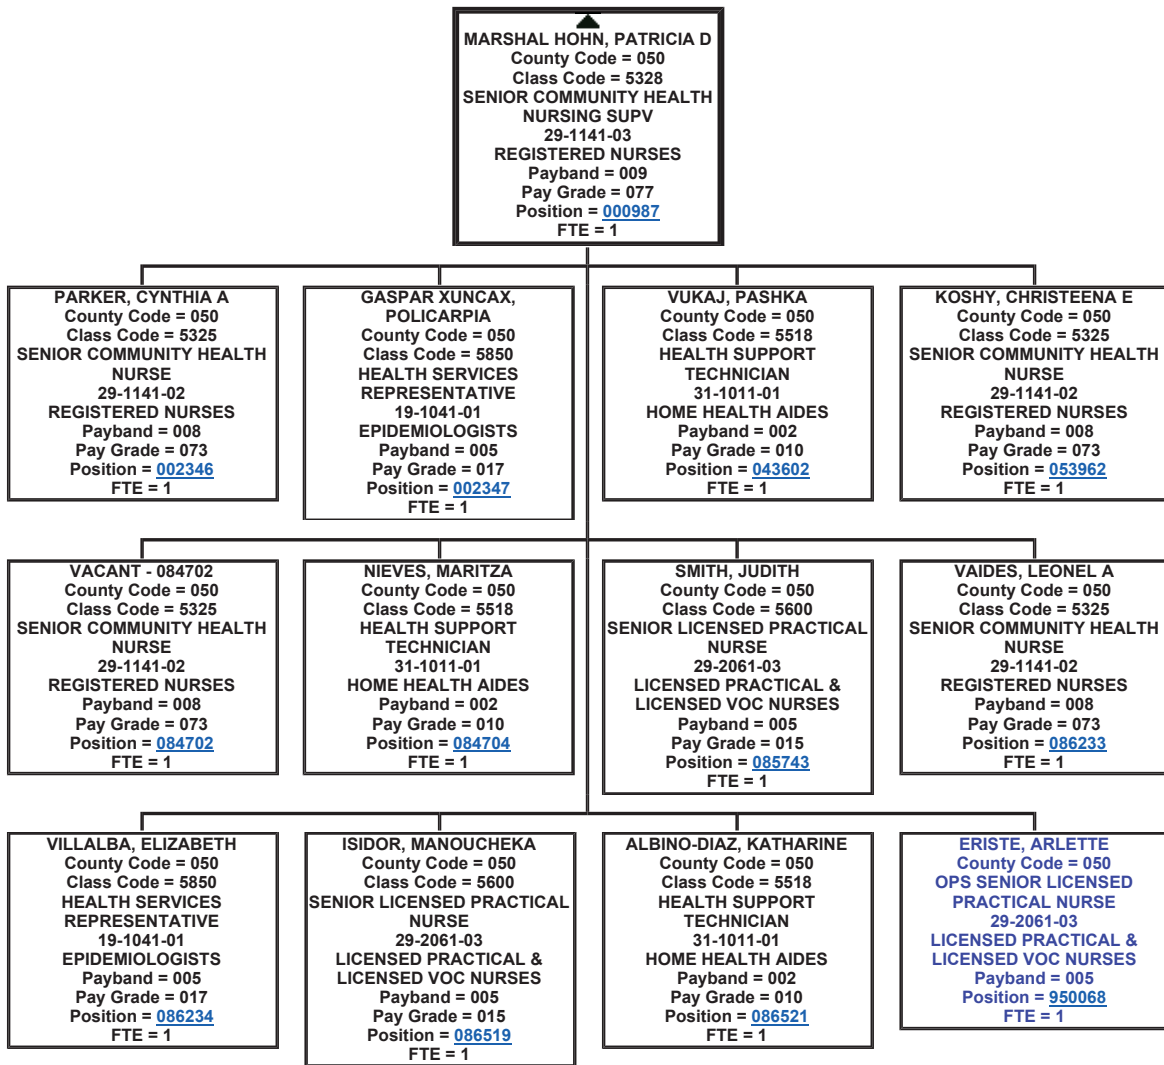 MARSHAL HOHN, PATRICIA D
County Code = 050
Class Code = 5328
SENIOR COMMUNITY HEALTH
NURSING SUPV
29-1141-03
REGISTERED NURSES
Payband = 009
Pay Grade = 077
Position = 000987
FTE = 1
PARKER, CYNTHIA A
County Code = 050
Class Code = 5325
SENIOR COMMUNITY HEALTH
NURSE
29-1141-02
REGISTERED NURSES
Payband = 008
Pay Grade = 073
Position = 002346
FTE = 1
GASPAR XUNCAX,
POLICARPIA
County Code = 050
Class Code = 5850
HEALTH SERVICES
REPRESENTATIVE
19-1041-01
EPIDEMIOLOGISTS
Payband = 005
Pay Grade = 017
Position = 002347
FTE = 1
VUKAJ, PASHKA
County Code = 050
Class Code = 5518
HEALTH SUPPORT
TECHNICIAN
31-1011-01
HOME HEALTH AIDES
Payband = 002
Pay Grade = 010
Position = 043602
FTE = 1
KOSHY, CHRISTEENA E
County Code = 050
Class Code = 5325
SENIOR COMMUNITY HEALTH
NURSE
29-1141-02
REGISTERED NURSES
Payband = 008
Pay Grade = 073
Position = 053962
FTE = 1
VACANT - 084702
County Code = 050
Class Code = 5325
SENIOR COMMUNITY HEALTH
NURSE
29-1141-02
REGISTERED NURSES
Payband = 008
Pay Grade = 073
Position = 084702
FTE = 1
NIEVES, MARITZA
County Code = 050
Class Code = 5518
HEALTH SUPPORT
TECHNICIAN
31-1011-01
HOME HEALTH AIDES
Payband = 002
Pay Grade = 010
Position = 084704
FTE = 1
SMITH, JUDITH
County Code = 050
Class Code = 5600
SENIOR LICENSED PRACTICAL
NURSE
29-2061-03
LICENSED PRACTICAL &
LICENSED VOC NURSES
Payband = 005
Pay Grade = 015
Position = 085743
FTE = 1
VAIDES, LEONEL A
County Code = 050
Class Code = 5325
SENIOR COMMUNITY HEALTH
NURSE
29-1141-02
REGISTERED NURSES
Payband = 008
Pay Grade = 073
Position = 086233
FTE = 1
VILLALBA, ELIZABETH
County Code = 050
Class Code = 5850
HEALTH SERVICES
REPRESENTATIVE
19-1041-01
EPIDEMIOLOGISTS
Payband = 005
Pay Grade = 017
Position = 086234
FTE = 1
ISIDOR, MANOUCHEKA
County Code = 050
Class Code = 5600
SENIOR LICENSED PRACTICAL
NURSE
29-2061-03
LICENSED PRACTICAL &
LICENSED VOC NURSES
Payband = 005
Pay Grade = 015
Position = 086519
FTE = 1
ALBINO-DIAZ, KATHARINE
County Code = 050
Class Code = 5518
HEALTH SUPPORT
TECHNICIAN
31-1011-01
HOME HEALTH AIDES
Payband = 002
Pay Grade = 010
Position = 086521
FTE = 1
ERISTE, ARLETTE
County Code = 050
OPS SENIOR LICENSED
PRACTICAL NURSE
29-2061-03
LICENSED PRACTICAL &
LICENSED VOC NURSES
Payband = 005
Position = 950068
FTE = 1